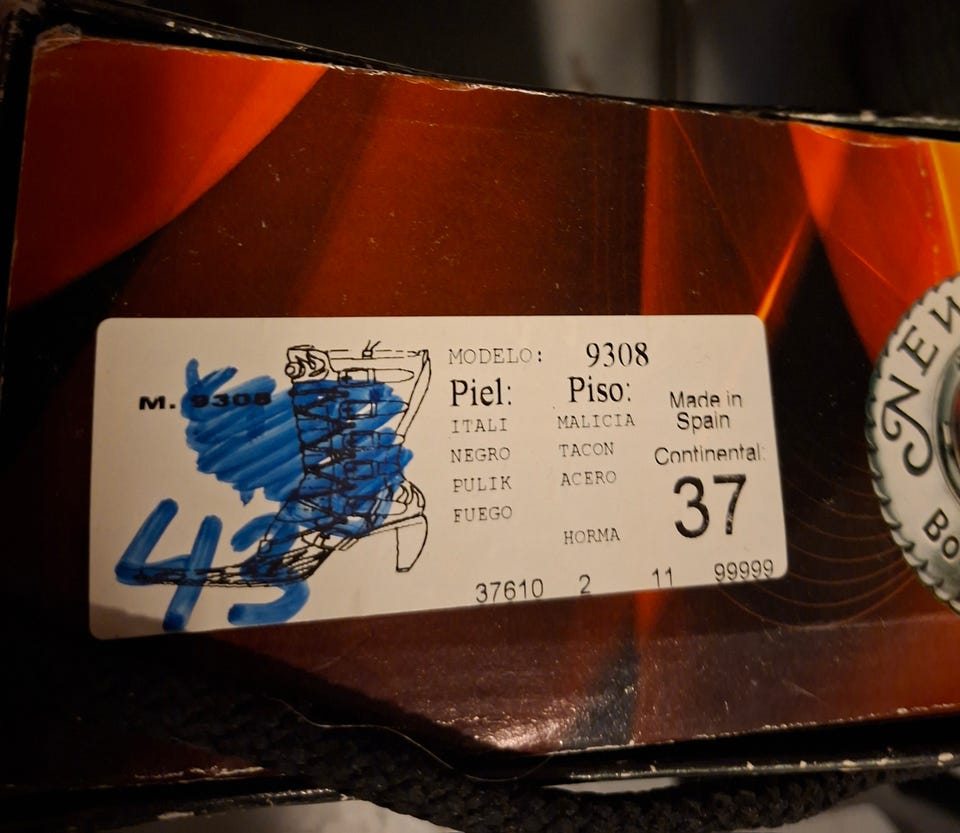 M. 9308
43
MODELO: 9308
Piel: Piso:
ITALI MALICIA
NEGRO TACON
PULIK ACERO
FUEGO
HORMA
Made in
Spain
Continental:
37
37610 2 11 99999
NEW